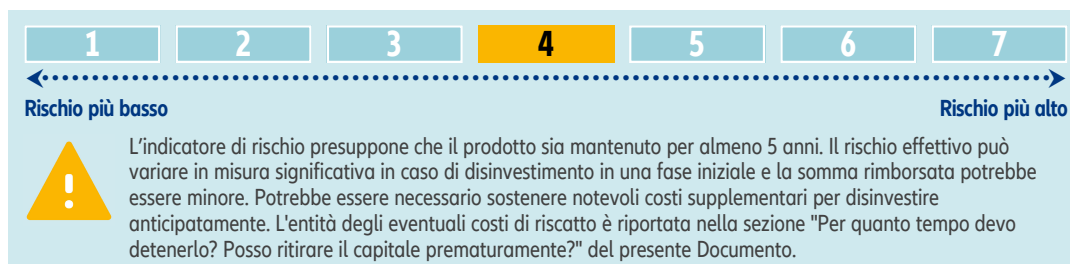 1 2 3 4 5 6 7
Rischio più basso Rischio più alto
L'indicatore di rischio presuppone che il prodotto sia mantenuto per almeno 5 anni. Il rischio effettivo può
variare in misura significativa in caso di disinvestimento in una fase iniziale e la somma rimborsata potrebbe
essere minore. Potrebbe essere necessario sostenere notevoli costi supplementari per disinvestire
anticipatamente. L'entità degli eventuali costi di riscatto è riportata nella sezione "Per quanto tempo devo
detenerlo? Posso ritirare il capitale prematuramente?" del presente Documento.